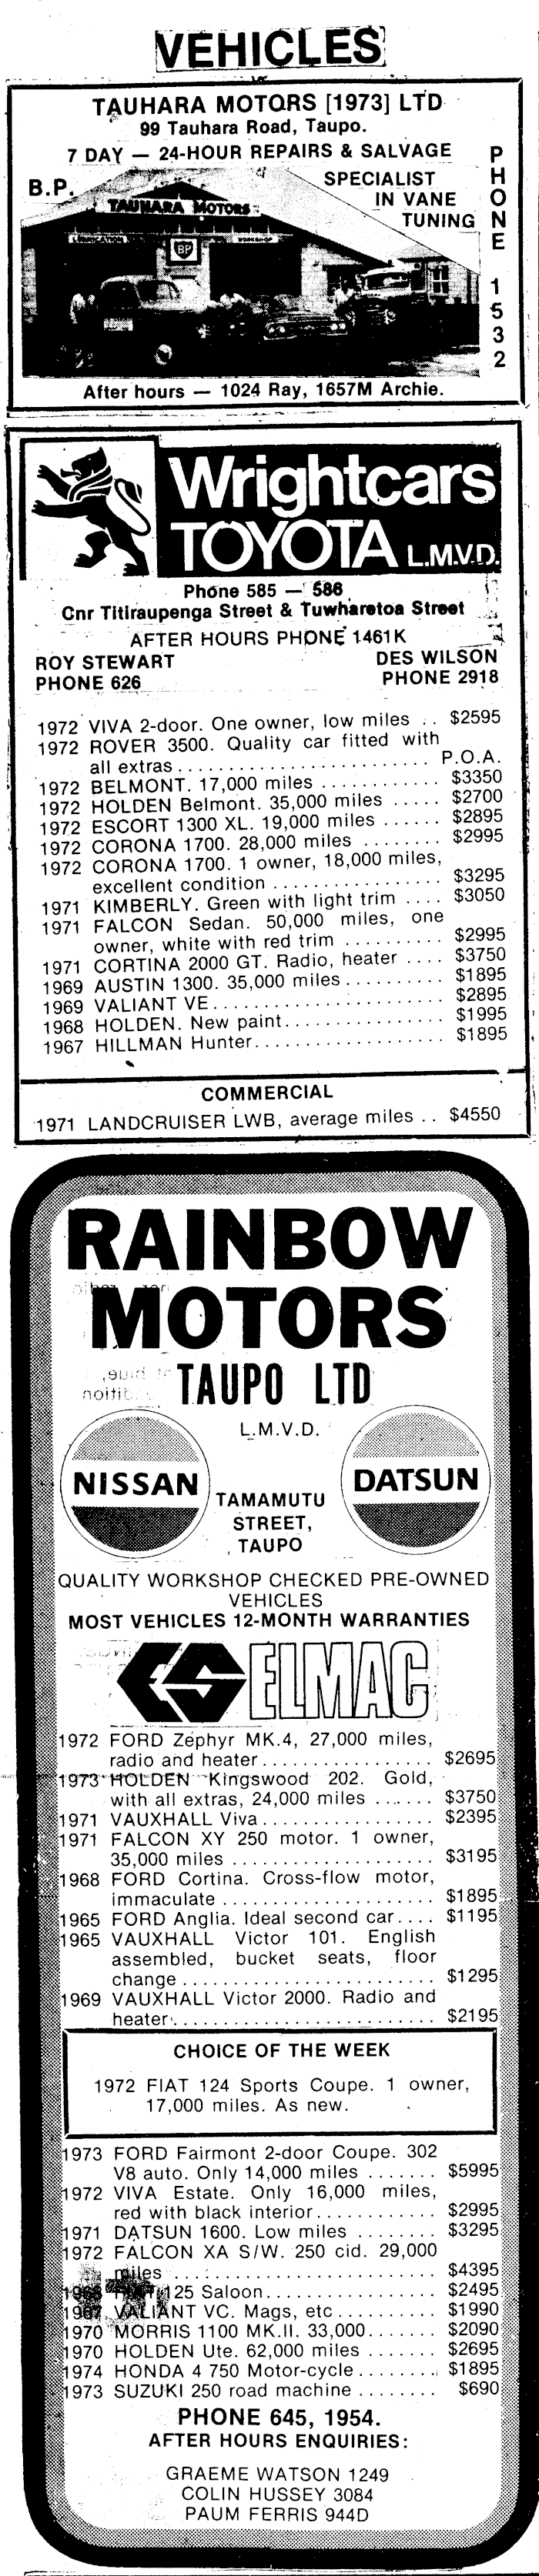 VEHICLES
TAUHARA MOTORS [1973] LTD
99 Tauhara Road, Taupo.
7 DAY — 24-HOUR REPAIRS & SALVAGE
B.P.
SPECIALIST
IN VANE
TUNING
PHONE 1532
TAUHARA MOTORS
LUBRICATION
BP
WORKSHOP
After hours — 1024 Ray, 1657M Archie.
Wrightcars
TOYOTA L.M.V.D.
Phone 585 — 586
Cnr Titiraupenga Street & Tuwharetoa Street
AFTER HOURS PHONE 1461K
ROY STEWART DES WILSON
PHONE 626 PHONE 2918
1972 VIVA 2-door. One owner, low miles .. $2595
1972 ROVER 3500. Quality car fitted with
all extras ......................... P.O.A.
1972 BELMONT. 17,000 miles ............ $3350
1972 HOLDEN Belmont. 35,000 miles ..... $2700
1972 ESCORT 1300 XL. 19,000 miles ...... $2895
1972 CORONA 1700. 28,000 miles ........ $2995
1972 CORONA 1700. 1 owner, 18,000 miles,
excellent condition ................. $3295
1971 KIMBERLY. Green with light trim .... $3050
1971 FALCON Sedan. 50,000 miles, one
owner, white with red trim .......... $2995
1971 CORTINA 2000 GT. Radio, heater .... $3750
1969 AUSTIN 1300. 35,000 miles .......... $1895
1969 VALIANT VE ....................... $2895
1968 HOLDEN. New paint ................ $1995
1967 HILLMAN Hunter ................... $1895
COMMERCIAL
1971 LANDCRUISER LWB, average miles .. $4550
RAINBOW
MOTORS
TAUPO LTD
L.M.V.D.
NISSAN
DATSUN
TAMAMUTU
STREET,
TAUPO
QUALITY WORKSHOP CHECKED PRE-OWNED
VEHICLES
MOST VEHICLES 12-MONTH WARRANTIES
ELMAC
1972 FORD Zephyr MK.4, 27,000 miles,
radio and heater ................. $2695
1973 HOLDEN Kingswood 202. Gold,
with all extras, 24,000 miles ...... $3750
1971 VAUXHALL Viva ................. $2395
1971 FALCON XY 250 motor. 1 owner,
35,000 miles .................... $3195
1968 FORD Cortina. Cross-flow motor,
immaculate ..................... $1895
1965 FORD Anglia. Ideal second car .... $1195
1965 VAUXHALL Victor 101. English
assembled, bucket seats, floor
change ......................... $1295
1969 VAUXHALL Victor 2000. Radio and
heater .......................... $2195
CHOICE OF THE WEEK
1972 FIAT 124 Sports Coupe. 1 owner,
17,000 miles. As new.
1973 FORD Fairmont 2-door Coupe. 302
V8 auto. Only 14,000 miles ....... $5995
1972 VIVA Estate. Only 16,000 miles,
red with black interior ............ $2995
1971 DATSUN 1600. Low miles ........ $3295
1972 FALCON XA S/W. 250 cid. 29,000
miles .......................... $4395
125 Saloon ................. $2495
1967 VALIANT VC. Mags, etc .......... $1990
1970 MORRIS 1100 MK.II. 33,000 ....... $2090
1970 HOLDEN Ute. 62,000 miles ....... $2695
1974 HONDA 4 750 Motor-cycle ........ $1895
1973 SUZUKI 250 road machine ........ $690
PHONE 645, 1954.
AFTER HOURS ENQUIRIES:
GRAEME WATSON 1249
COLIN HUSSEY 3084
PAUM FERRIS 944D